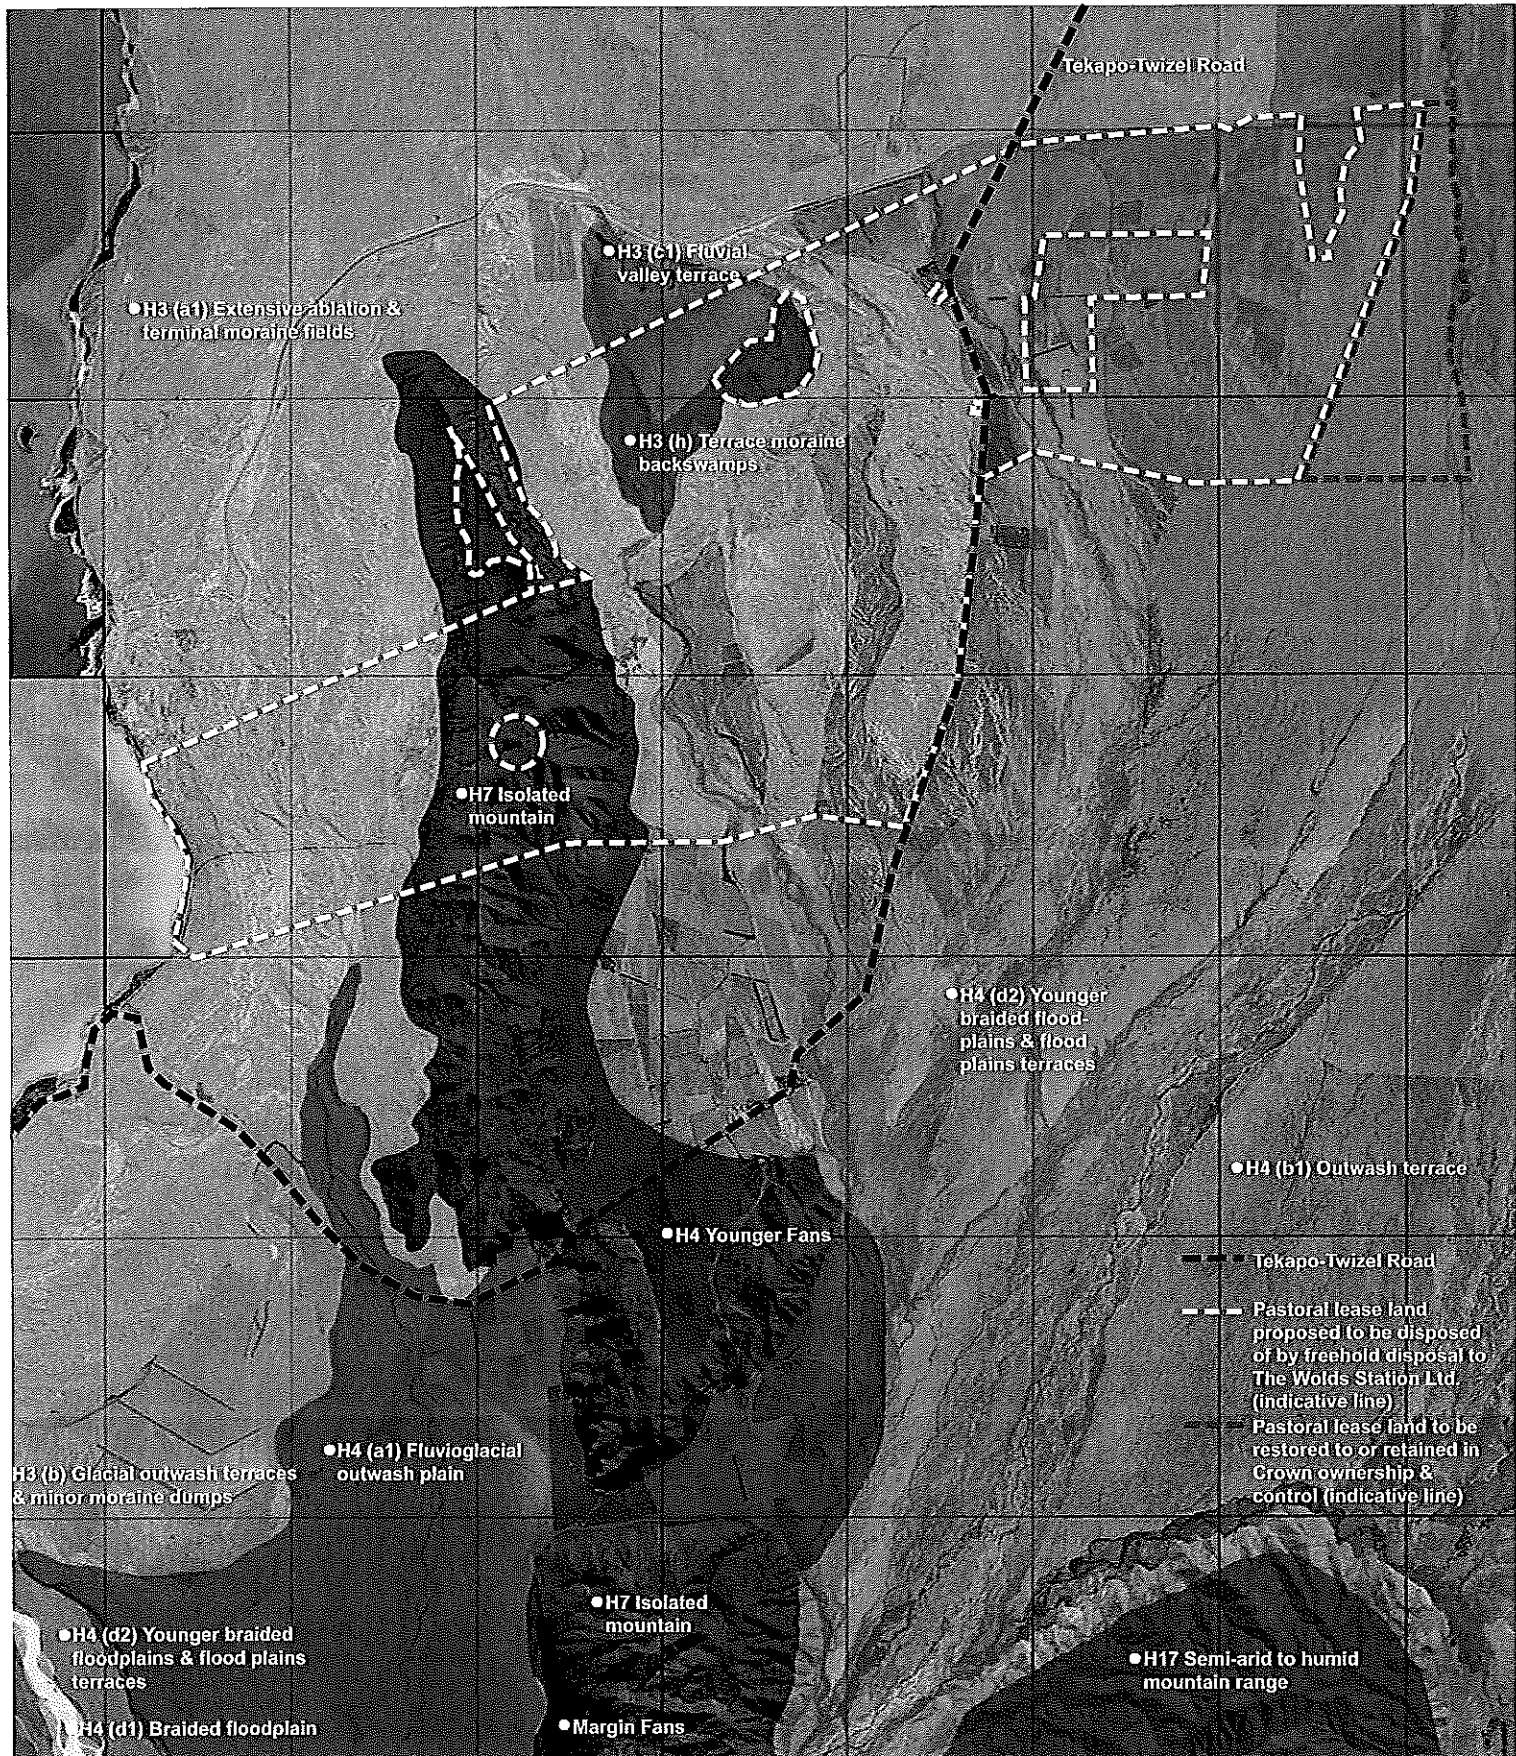 Tekapo-Twizel Road
H3 (c1) Fluvial
valley terrace
H3 (a1) Extensive ablation &
terminal moraine fields
H3 (h) Terrace moraine
backswamps
H7 Isolated
mountain
H4 (d2) Younger
braided flood-
plains & flood
plains terraces
H4 (b1) Outwash terrace
H4 Younger Fans
Tekapo-Twizel Road
Pastoral lease land
proposed to be disposed
of by freehold disposal to
The Wolds Station Ltd.
(indicative line)
Pastoral lease land to be
restored to or retained in
Crown ownership &
control (indicative line)
H4 (a1) Fluvioglacial
outwash plain
H3 (b) Glacial outwash terraces
& minor moraine dumps
H7 Isolated
mountain
H4 (d2) Younger braided
floodplains & flood plains
terraces
H17 Semi-arid to humid
mountain range
H4 (d1) Braided floodplain
Margin Fans